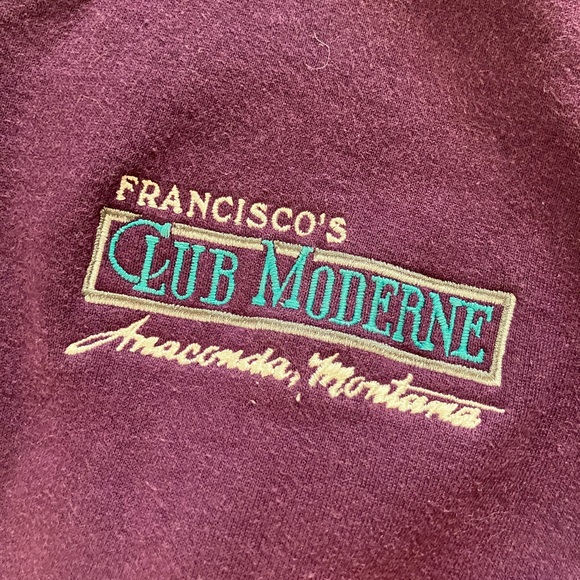 FRANCISCO'S
CLUB MODERNE
Anaconda, Montana